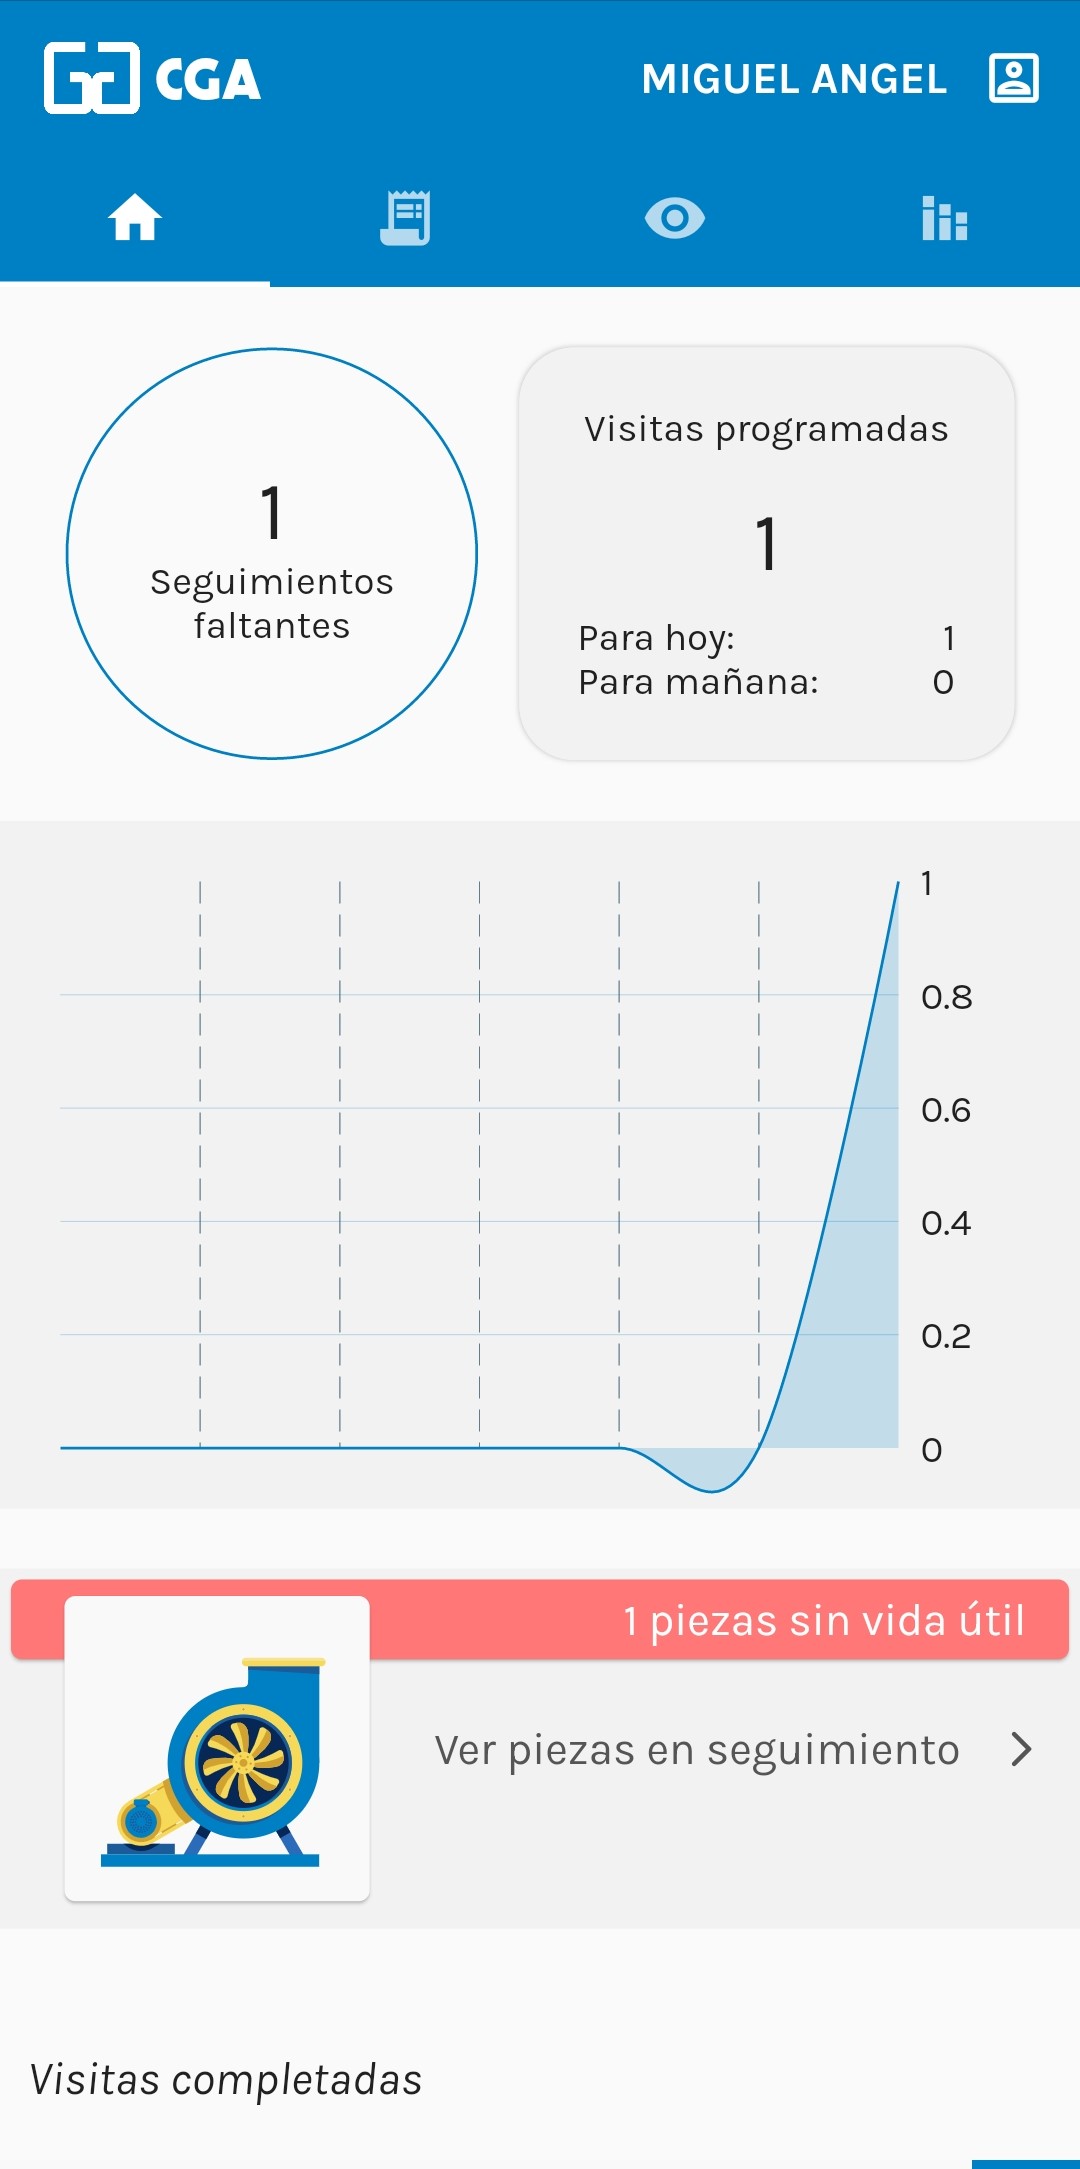 CGA
MIGUEL ANGEL
1
Seguimientos
faltantes
Visitas programadas
1
Para hoy: 1
Para mañana: 0
1
0.8
0.6
0.4
0.2
0
1 piezas sin vida útil
Ver piezas en seguimiento
Visitas completadas